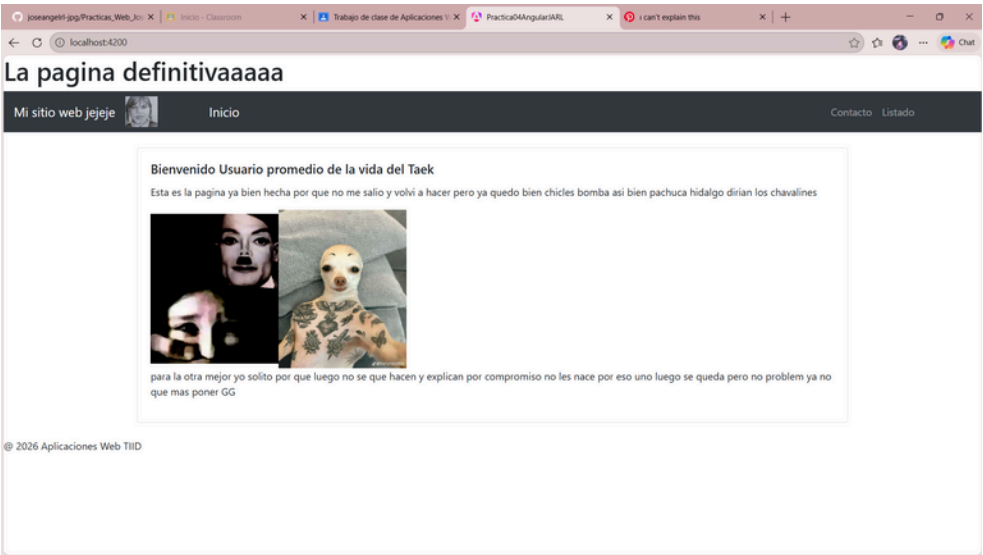 joseangelrl-jpg/Practicas_Web_Jos
Inicio - Classroom
Trabajo de clase de Aplicaciones W
Practica04AngularJARL
i can't explain this
localhost:4200
Chat
La pagina definitivaaaaa
Mi sitio web jejeje Inicio Contacto Listado
Bienvenido Usuario promedio de la vida del Taek
Esta es la pagina ya bien hecha por que no me salio y volvi a hacer pero ya quedo bien chicles bomba asi bien pachuca hidalgo dirian los chavalines
para la otra mejor yo solito por que luego no se que hacen y explican por compromiso no les nace por eso uno luego se queda pero no problem ya no
que mas poner GG
@ 2026 Aplicaciones Web TIID